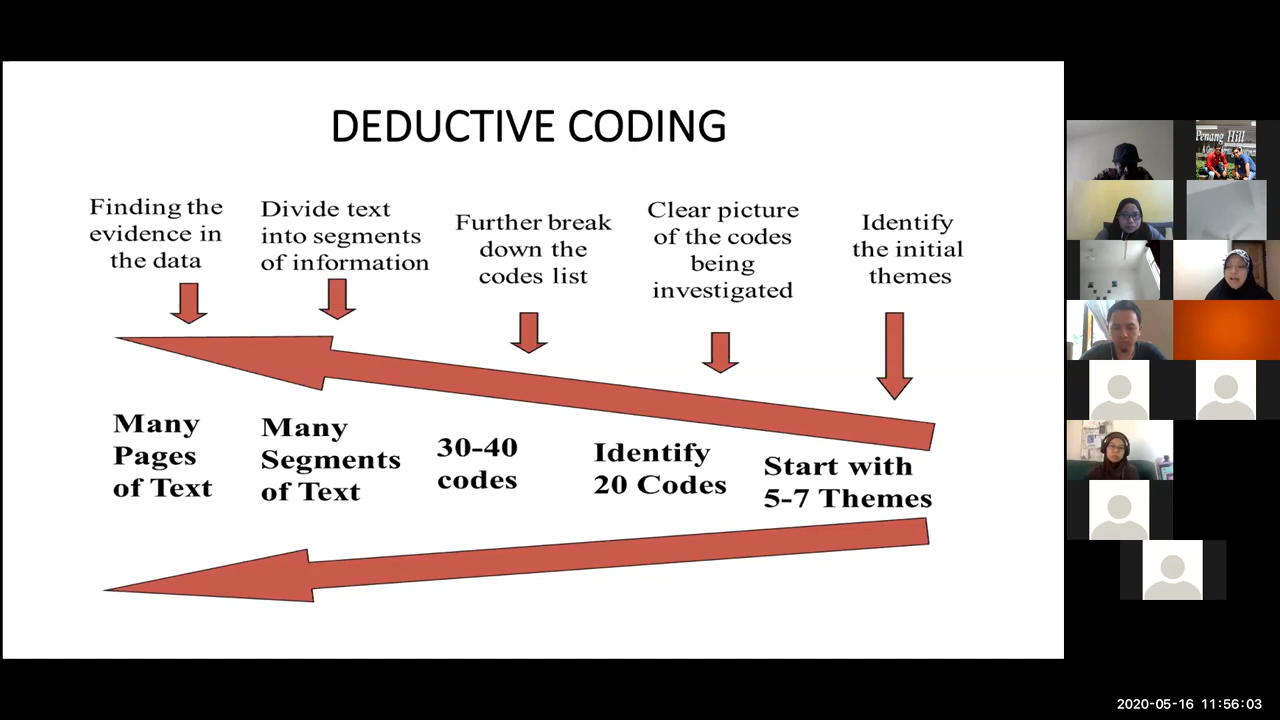 DEDUCTIVE CODING
Finding the
evidence in
the data
Divide text
into segments
of information
Further break
down the
codes list
Clear picture
of the codes
being
investigated
Identify
the initial
themes
Many
Pages
of Text
Many
Segments
of Text
30-40
codes
Identify
20 Codes
Start with
5-7 Themes
Penang Hill
2020-05-16 11:56:03